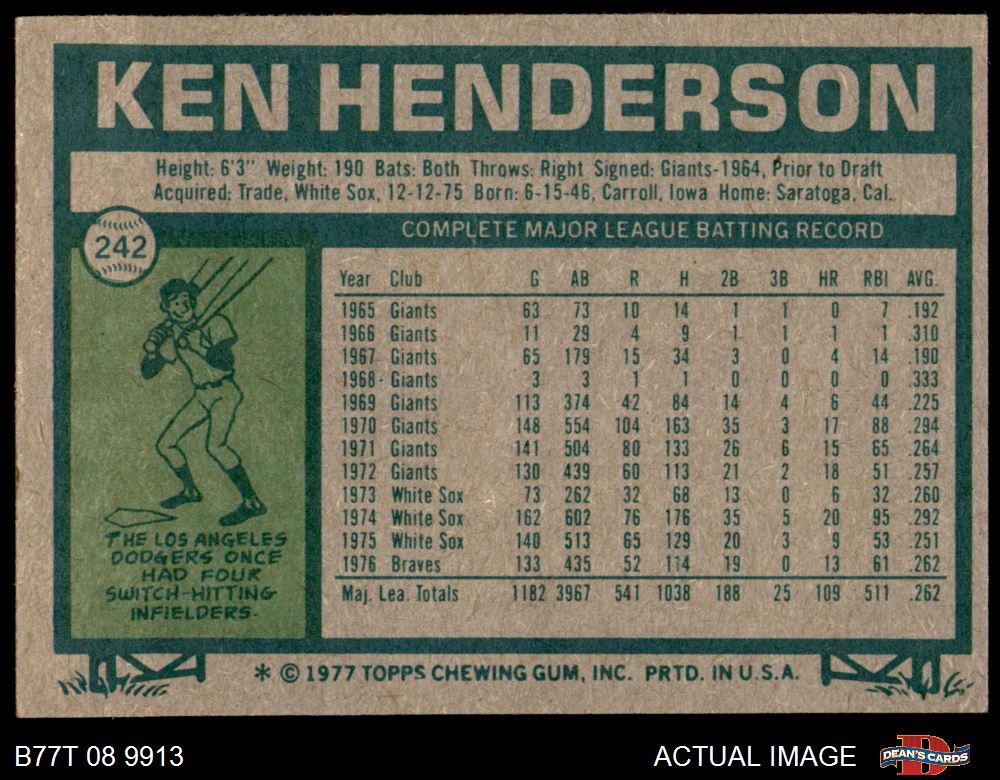 KEN HENDERSON
Height: 6'3" Weight: 190 Bats: Both Throws: Right Signed: Giants-1964, Prior to Draft
Acquired: Trade, White Sox, 12-12-75 Born: 6-15-46, Carroll, Iowa Home: Saratoga, Cal.
242
COMPLETE MAJOR LEAGUE BATTING RECORD
Year Club G AB R H 2B 3B HR RBI AVG.
1965 Giants 63 73 10 14 1 1 0 7 .192
1966 Giants 11 29 4 9 1 1 1 1 .310
1967 Giants 65 179 15 34 3 0 4 14 .190
1968 Giants 3 3 1 1 0 0 0 0 .333
1969 Giants 113 374 42 84 14 4 6 44 .225
1970 Giants 148 554 104 163 35 3 17 88 .294
1971 Giants 141 504 80 133 26 6 15 65 .264
1972 Giants 130 439 60 113 21 2 18 51 .257
1973 White Sox 73 262 32 68 13 0 6 32 .260
1974 White Sox 162 602 76 176 35 5 20 95 .292
1975 White Sox 140 513 65 129 20 3 9 53 .251
1976 Braves 133 435 52 114 19 0 13 61 .262
Maj. Lea. Totals 1182 3967 541 1038 188 25 109 511 .262
THE LOS ANGELES
DODGERS ONCE
HAD FOUR
SWITCH-HITTING
INFIELDERS.
* © 1977 TOPPS CHEWING GUM, INC. PRTD. IN U.S.A.
B77T 08 9913
ACTUAL IMAGE
D
DEAN'S CARDS